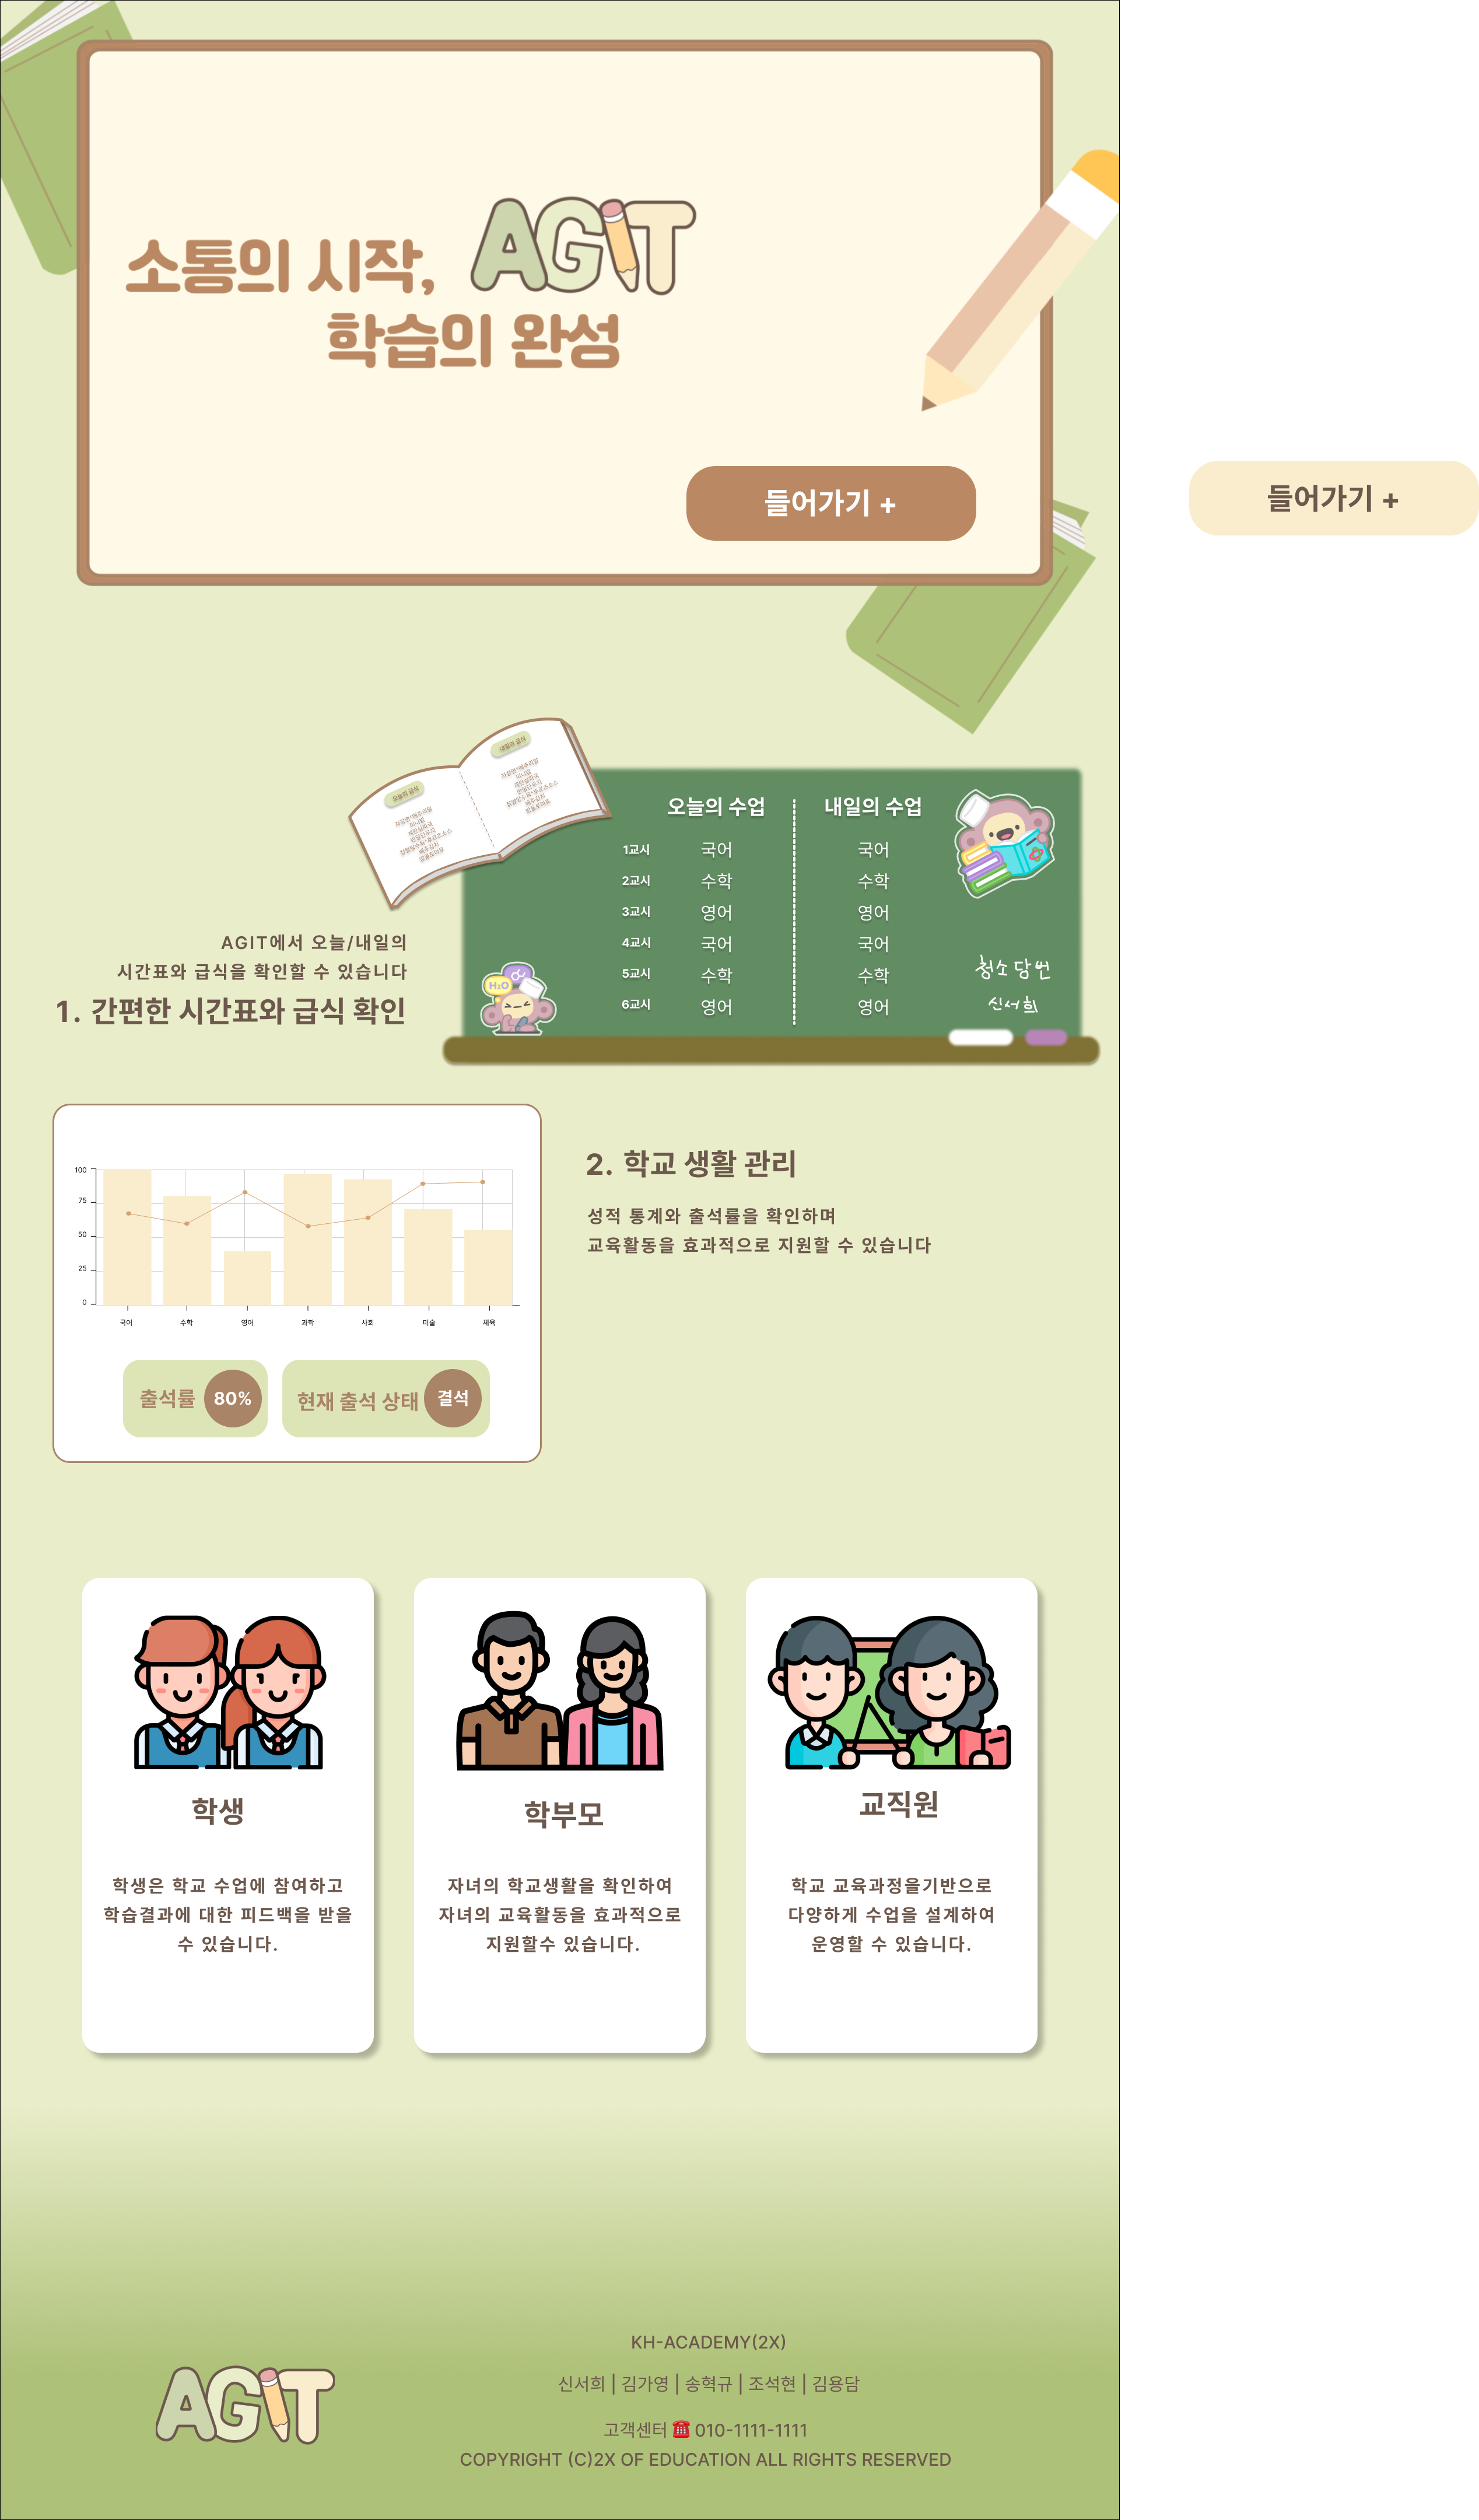 소통의 시작, AGIT
학습의 완성
들어가기 +
들어가기 +
내일의 급식
오늘의 급식
오늘의 수업
내일의 수업
1교시 국어 국어
2교시 수학 수학
3교시 영어 영어
4교시 국어 국어
5교시 수학 수학
6교시 영어 영어
청소 당번
신서희
H₂O
AGIT에서 오늘/내일의
시간표와 급식을 확인할 수 있습니다
1. 간편한 시간표와 급식 확인
100
75
50
25
0
국어 수학 영어 과학 사회 미술 체육
출석률 80%
현재 출석 상태 결석
2. 학교 생활 관리
성적 통계와 출석률을 확인하며
교육활동을 효과적으로 지원할 수 있습니다
학생
학생은 학교 수업에 참여하고
학습결과에 대한 피드백을 받을
수 있습니다.
학부모
자녀의 학교생활을 확인하여
자녀의 교육활동을 효과적으로
지원할수 있습니다.
교직원
학교 교육과정을기반으로
다양하게 수업을 설계하여
운영할 수 있습니다.
AGIT
KH-ACADEMY(2X)
신서희 | 김가영 | 송혁규 | 조석현 | 김용담
고객센터 ☎ 010-1111-1111
COPYRIGHT (C)2X OF EDUCATION ALL RIGHTS RESERVED